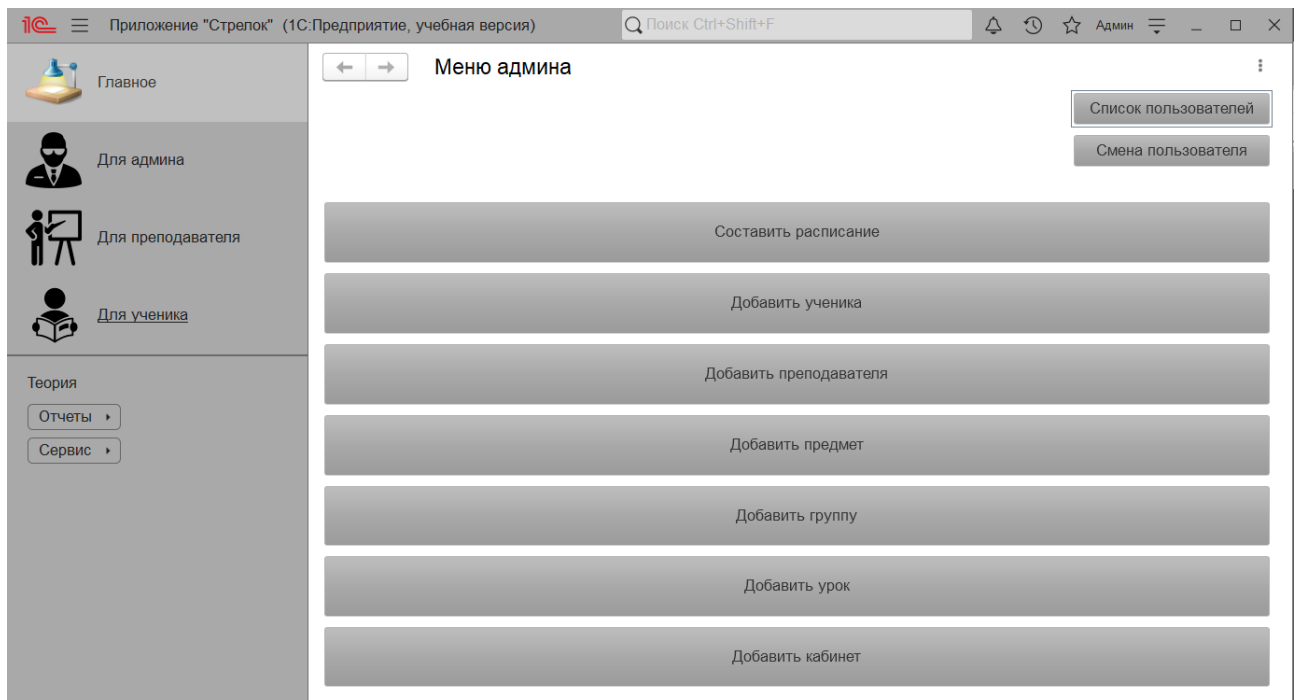 1С Приложение "Стрелок" (1С:Предприятие, учебная версия) Поиск Ctrl+Shift+F Админ
Главное
Для админа
Для преподавателя
Для ученика
Теория
Отчеты
Сервис
Меню админа
Список пользователей
Смена пользователя
Составить расписание
Добавить ученика
Добавить преподавателя
Добавить предмет
Добавить группу
Добавить урок
Добавить кабинет